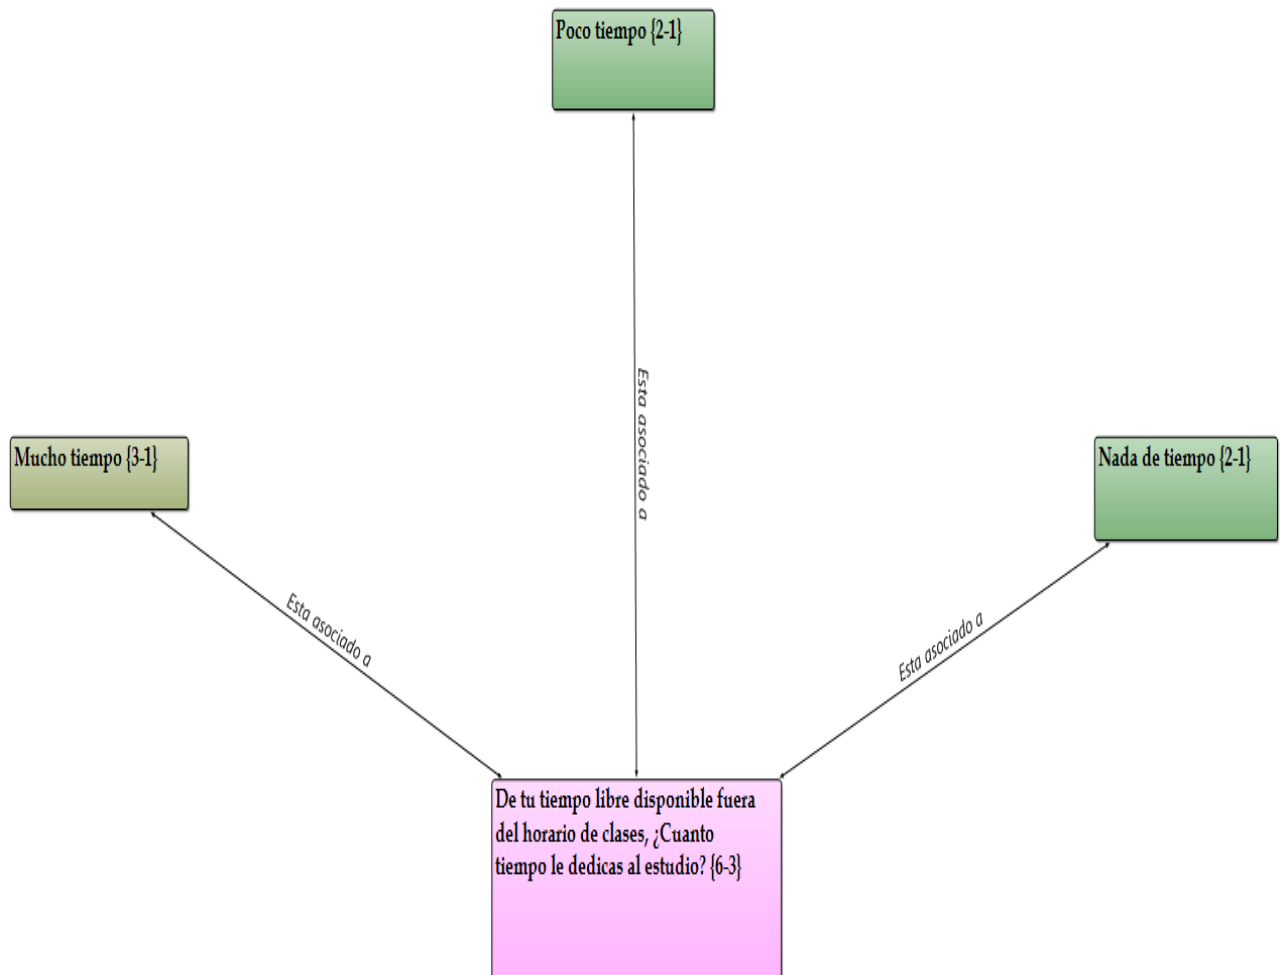 Poco tiempo {2-1}
Esta asociado a
Mucho tiempo {3-1}
Nada de tiempo {2-1}
Esta asociado a
Esta asociado a
De tu tiempo libre disponible fuera
del horario de clases, ¿Cuanto
tiempo le dedicas al estudio? {6-3}